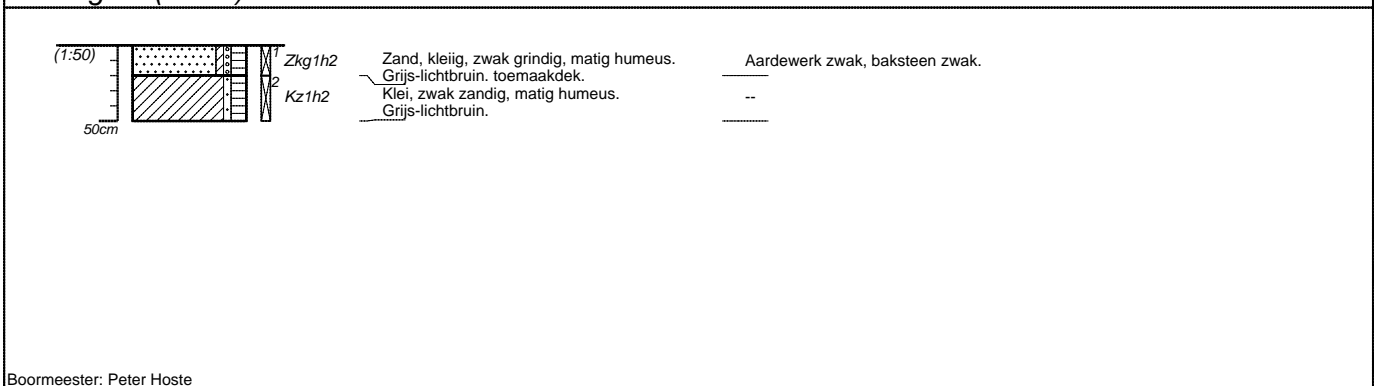 (1:50)
1 Zkg1h2 Zand, kleiig, zwak grindig, matig humeus. Aardewerk zwak, baksteen zwak.
Grijs-lichtbruin. toemaakdek.
2 Kz1h2 Klei, zwak zandig, matig humeus. --
Grijs-lichtbruin.
50cm
Boormeester: Peter Hoste